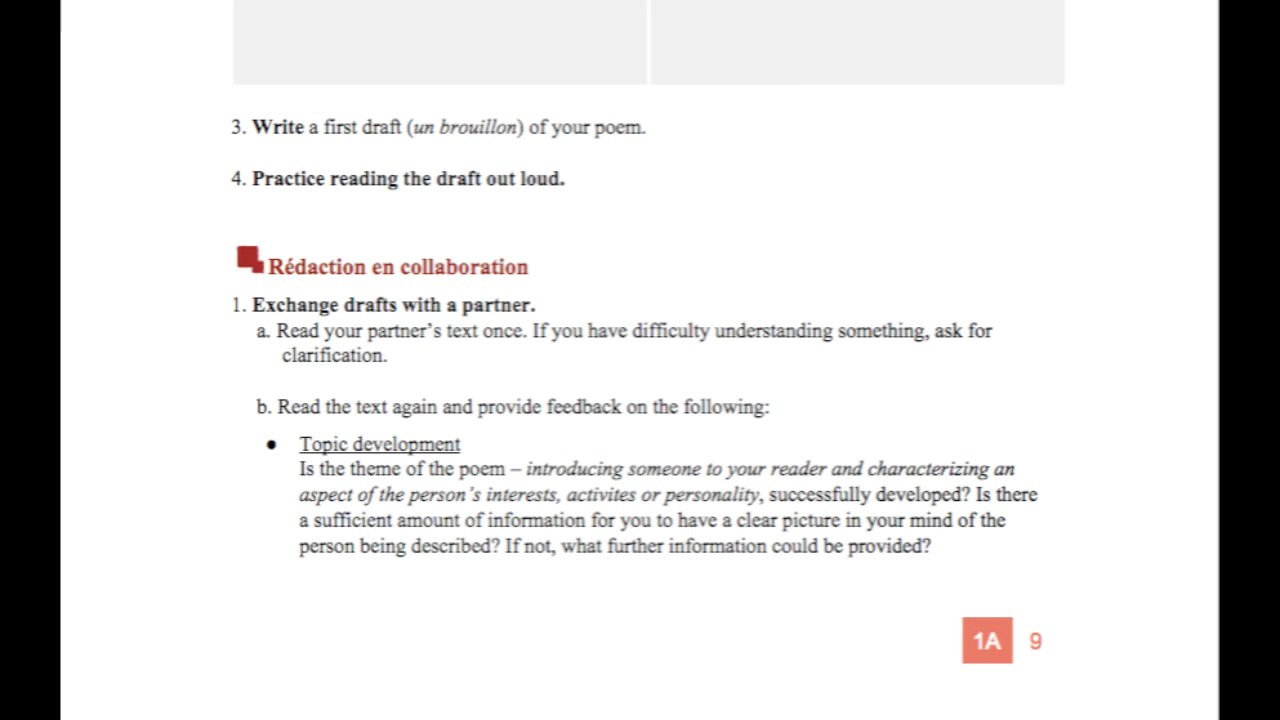 3. Write a first draft (un brouillon) of your poem.
4. Practice reading the draft out loud.
Rédaction en collaboration
1. Exchange drafts with a partner.
a. Read your partner’s text once. If you have difficulty understanding something, ask for
clarification.
b. Read the text again and provide feedback on the following:
● Topic development
Is the theme of the poem – introducing someone to your reader and characterizing an
aspect of the person’s interests, activites or personality, successfully developed? Is there
a sufficient amount of information for you to have a clear picture in your mind of the
person being described? If not, what further information could be provided?
1A 9